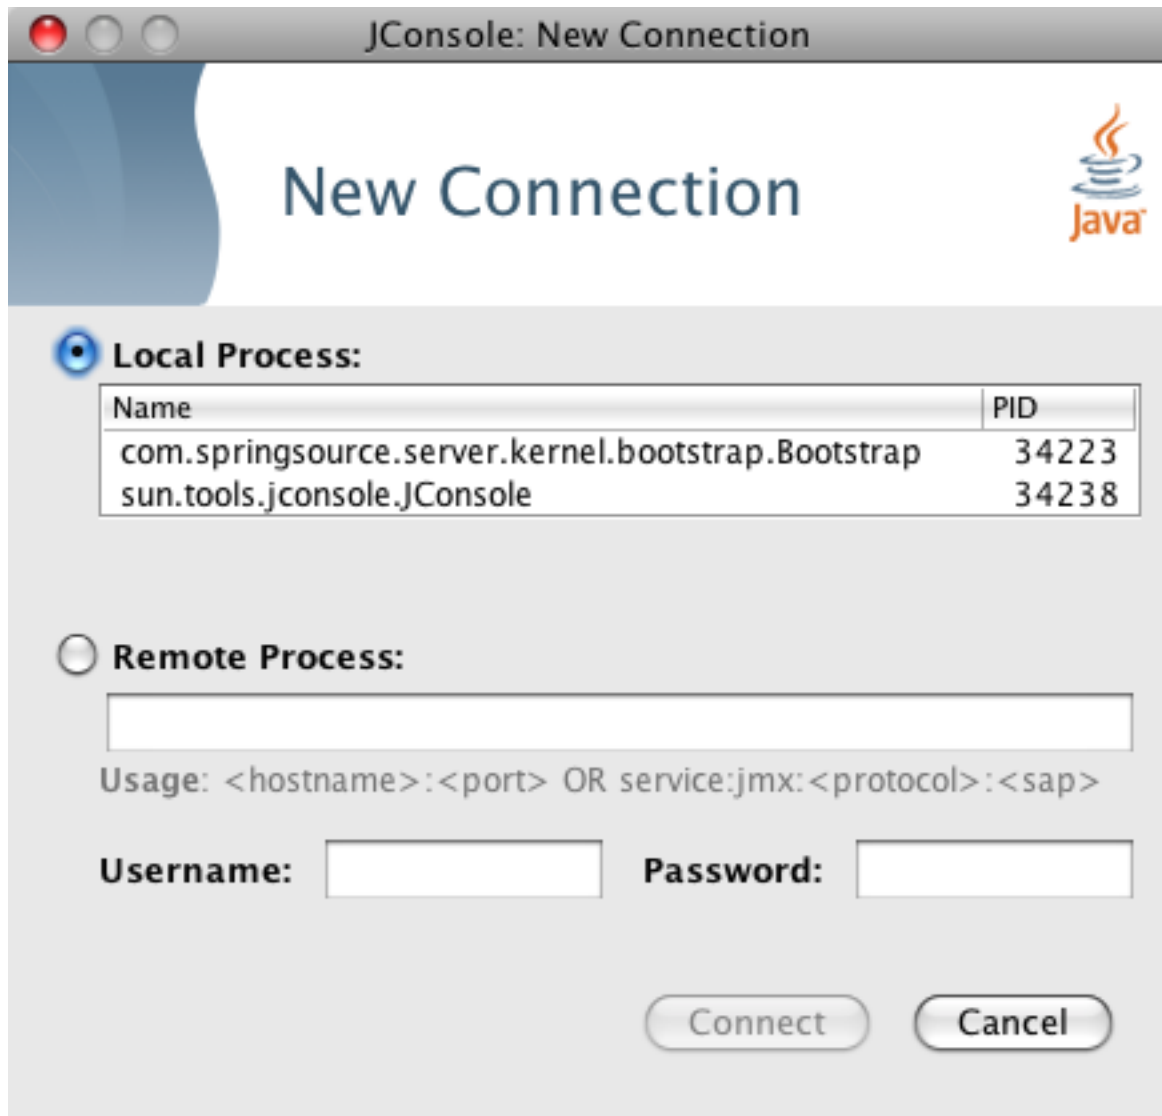 JConsole: New Connection
New Connection
Java
Local Process:
Name PID
com.springsource.server.kernel.bootstrap.Bootstrap 34223
sun.tools.jconsole.JConsole 34238
Remote Process:
Usage: <hostname>:<port> OR service:jmx:<protocol>:<sap>
Username: Password:
Connect Cancel